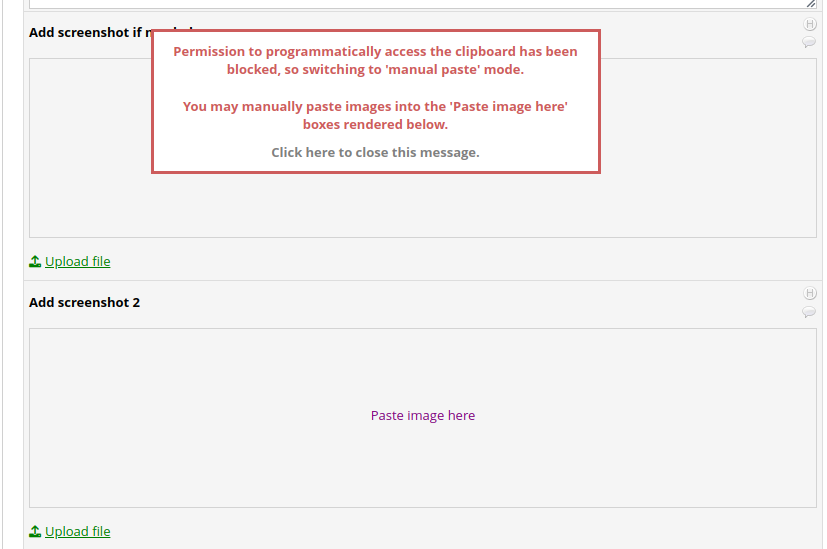 Add screenshot if
H
Permission to programmatically access the clipboard has been
blocked, so switching to 'manual paste' mode.
You may manually paste images into the 'Paste image here'
boxes rendered below.
Click here to close this message.
Upload file
Add screenshot 2
H
Paste image here
Upload file